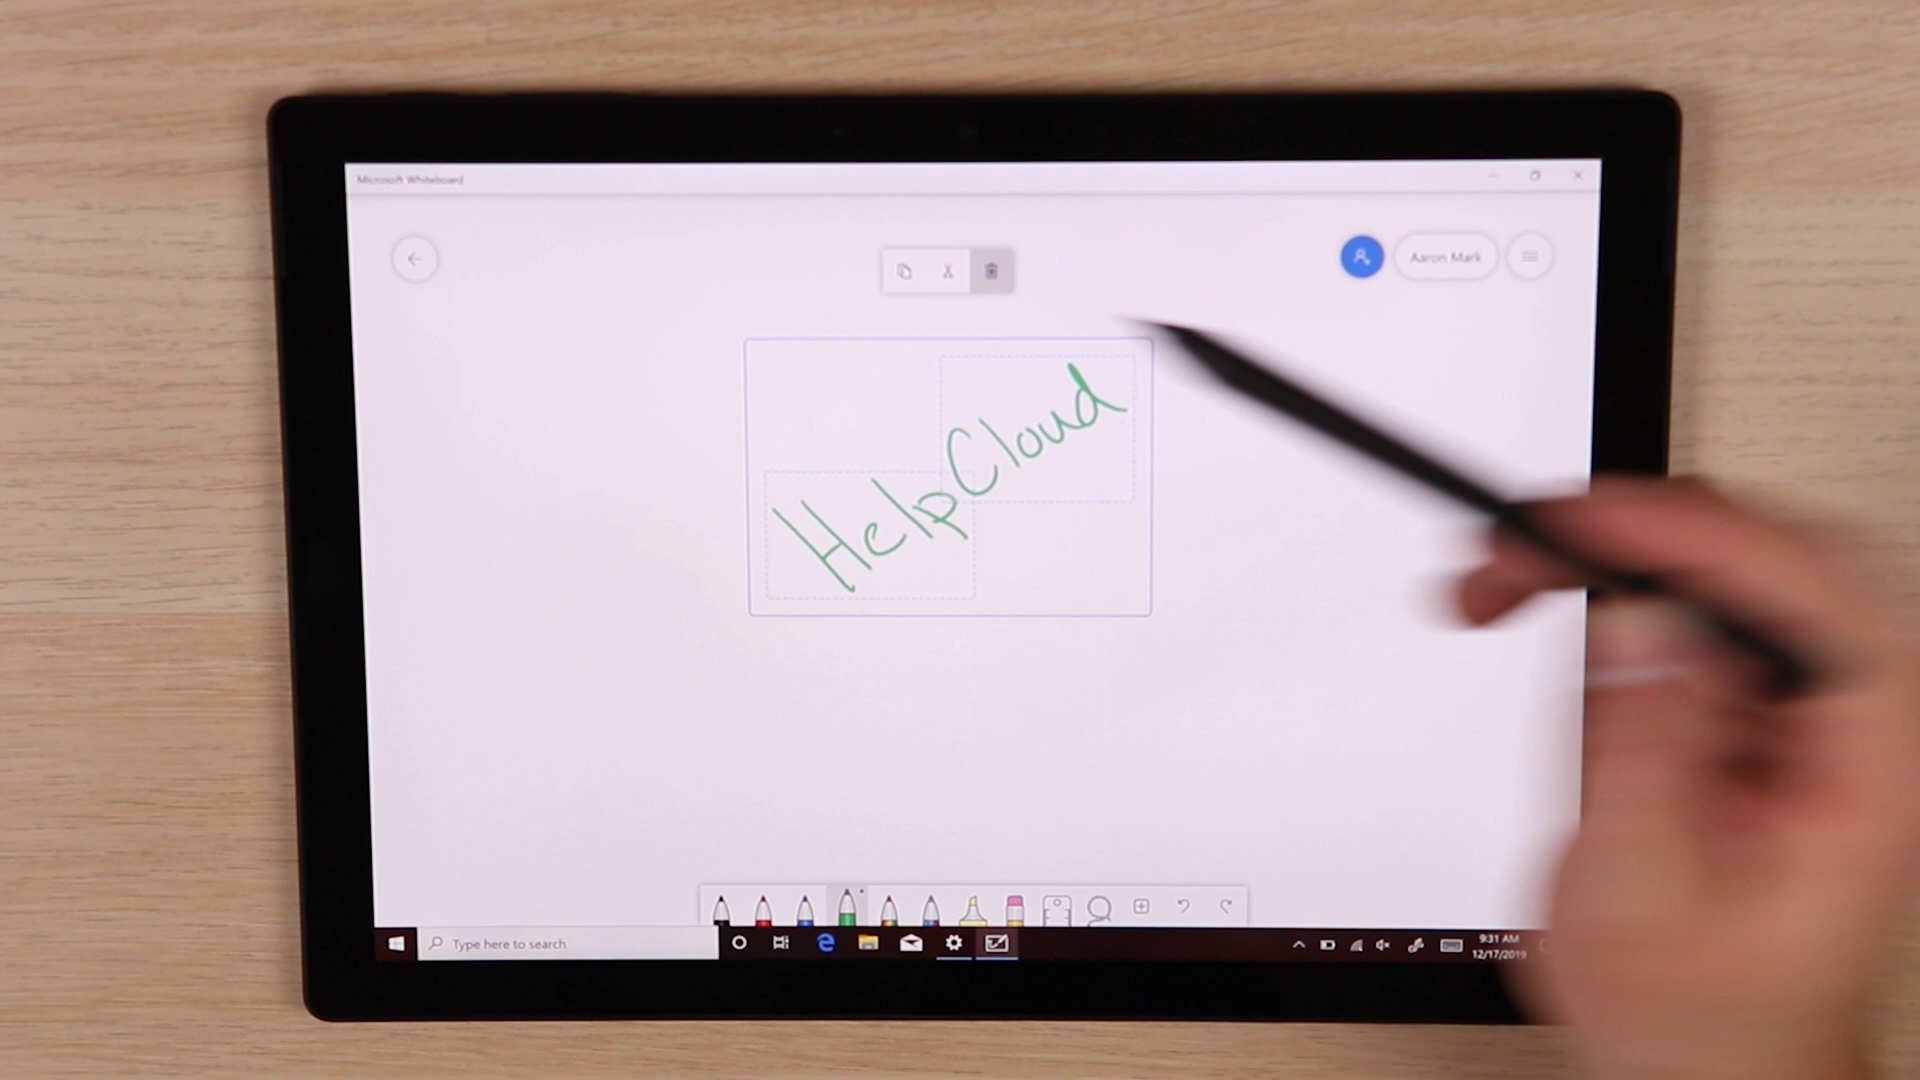 Microsoft Whiteboard
Aaron Mark
HelpCloud
Type here to search
9:31 AM
12/17/2019